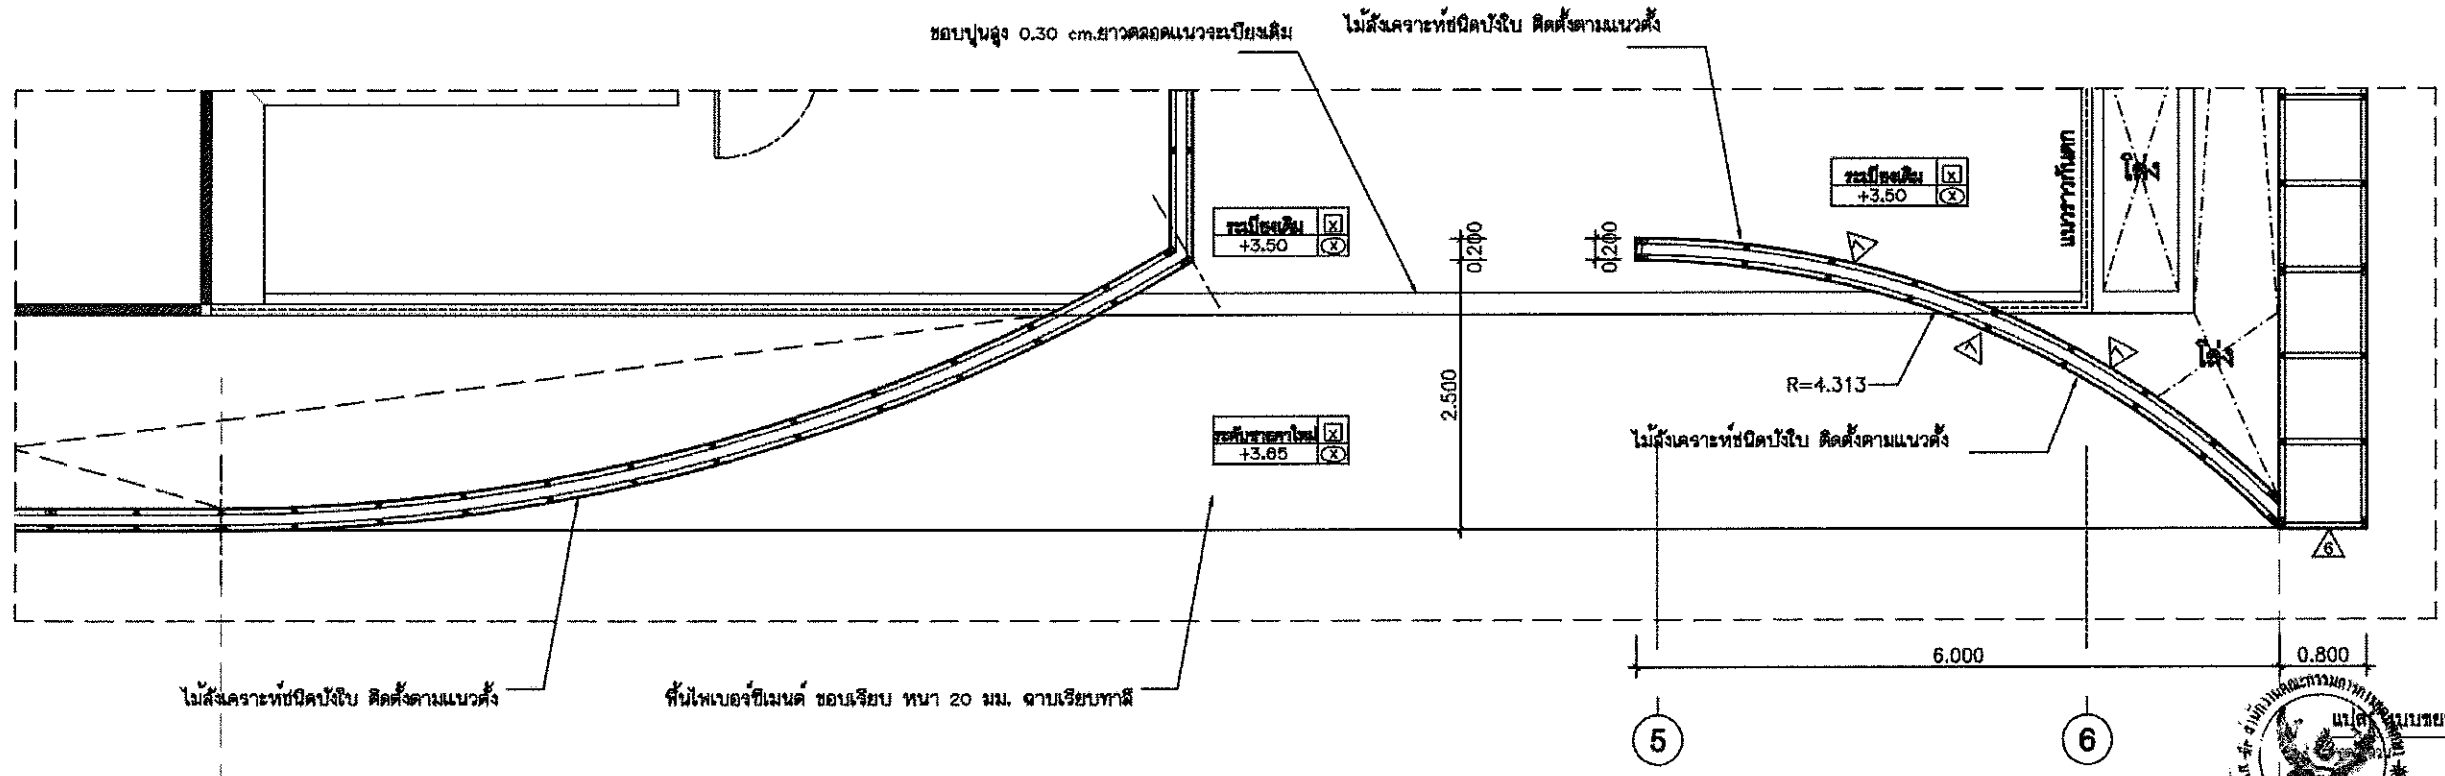 ขอบปูนสูง 0.30 cm.ยาวตลอดแนวระเบียงเดิม
ไม้สังเคราะห์ชนิดบังใบ ติดตั้งตามแนวตั้ง
ระเบียงเดิม X
+3.50 X
ระเบียงเดิม X
+3.50 X
แนวราวกันตก
โล่ง
0.200
0.200
โล่ง
R=4.313
2.500
ระดับชายคาใหม่ X
+3.65 X
ไม้สังเคราะห์ชนิดบังใบ ติดตั้งตามแนวตั้ง
7
7
7
6
6.000
0.800
ไม้สังเคราะห์ชนิดบังใบ ติดตั้งตามแนวตั้ง
พื้นไฟเบอร์ซีเมนต์ ขอบเรียบ หนา 20 มม. ฉาบเรียบทาสี
5
6